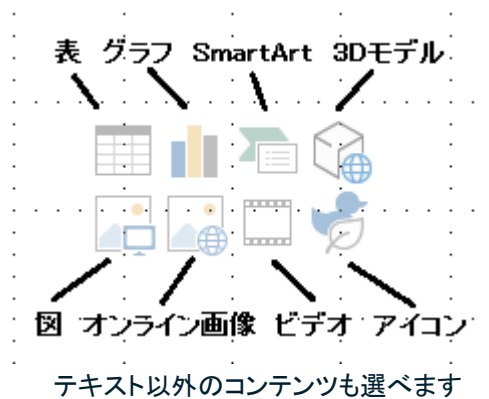 表 グラフ SmartArt 3Dモデル
図 オンライン画像 ビデオ アイコン
テキスト以外のコンテンツも選べます